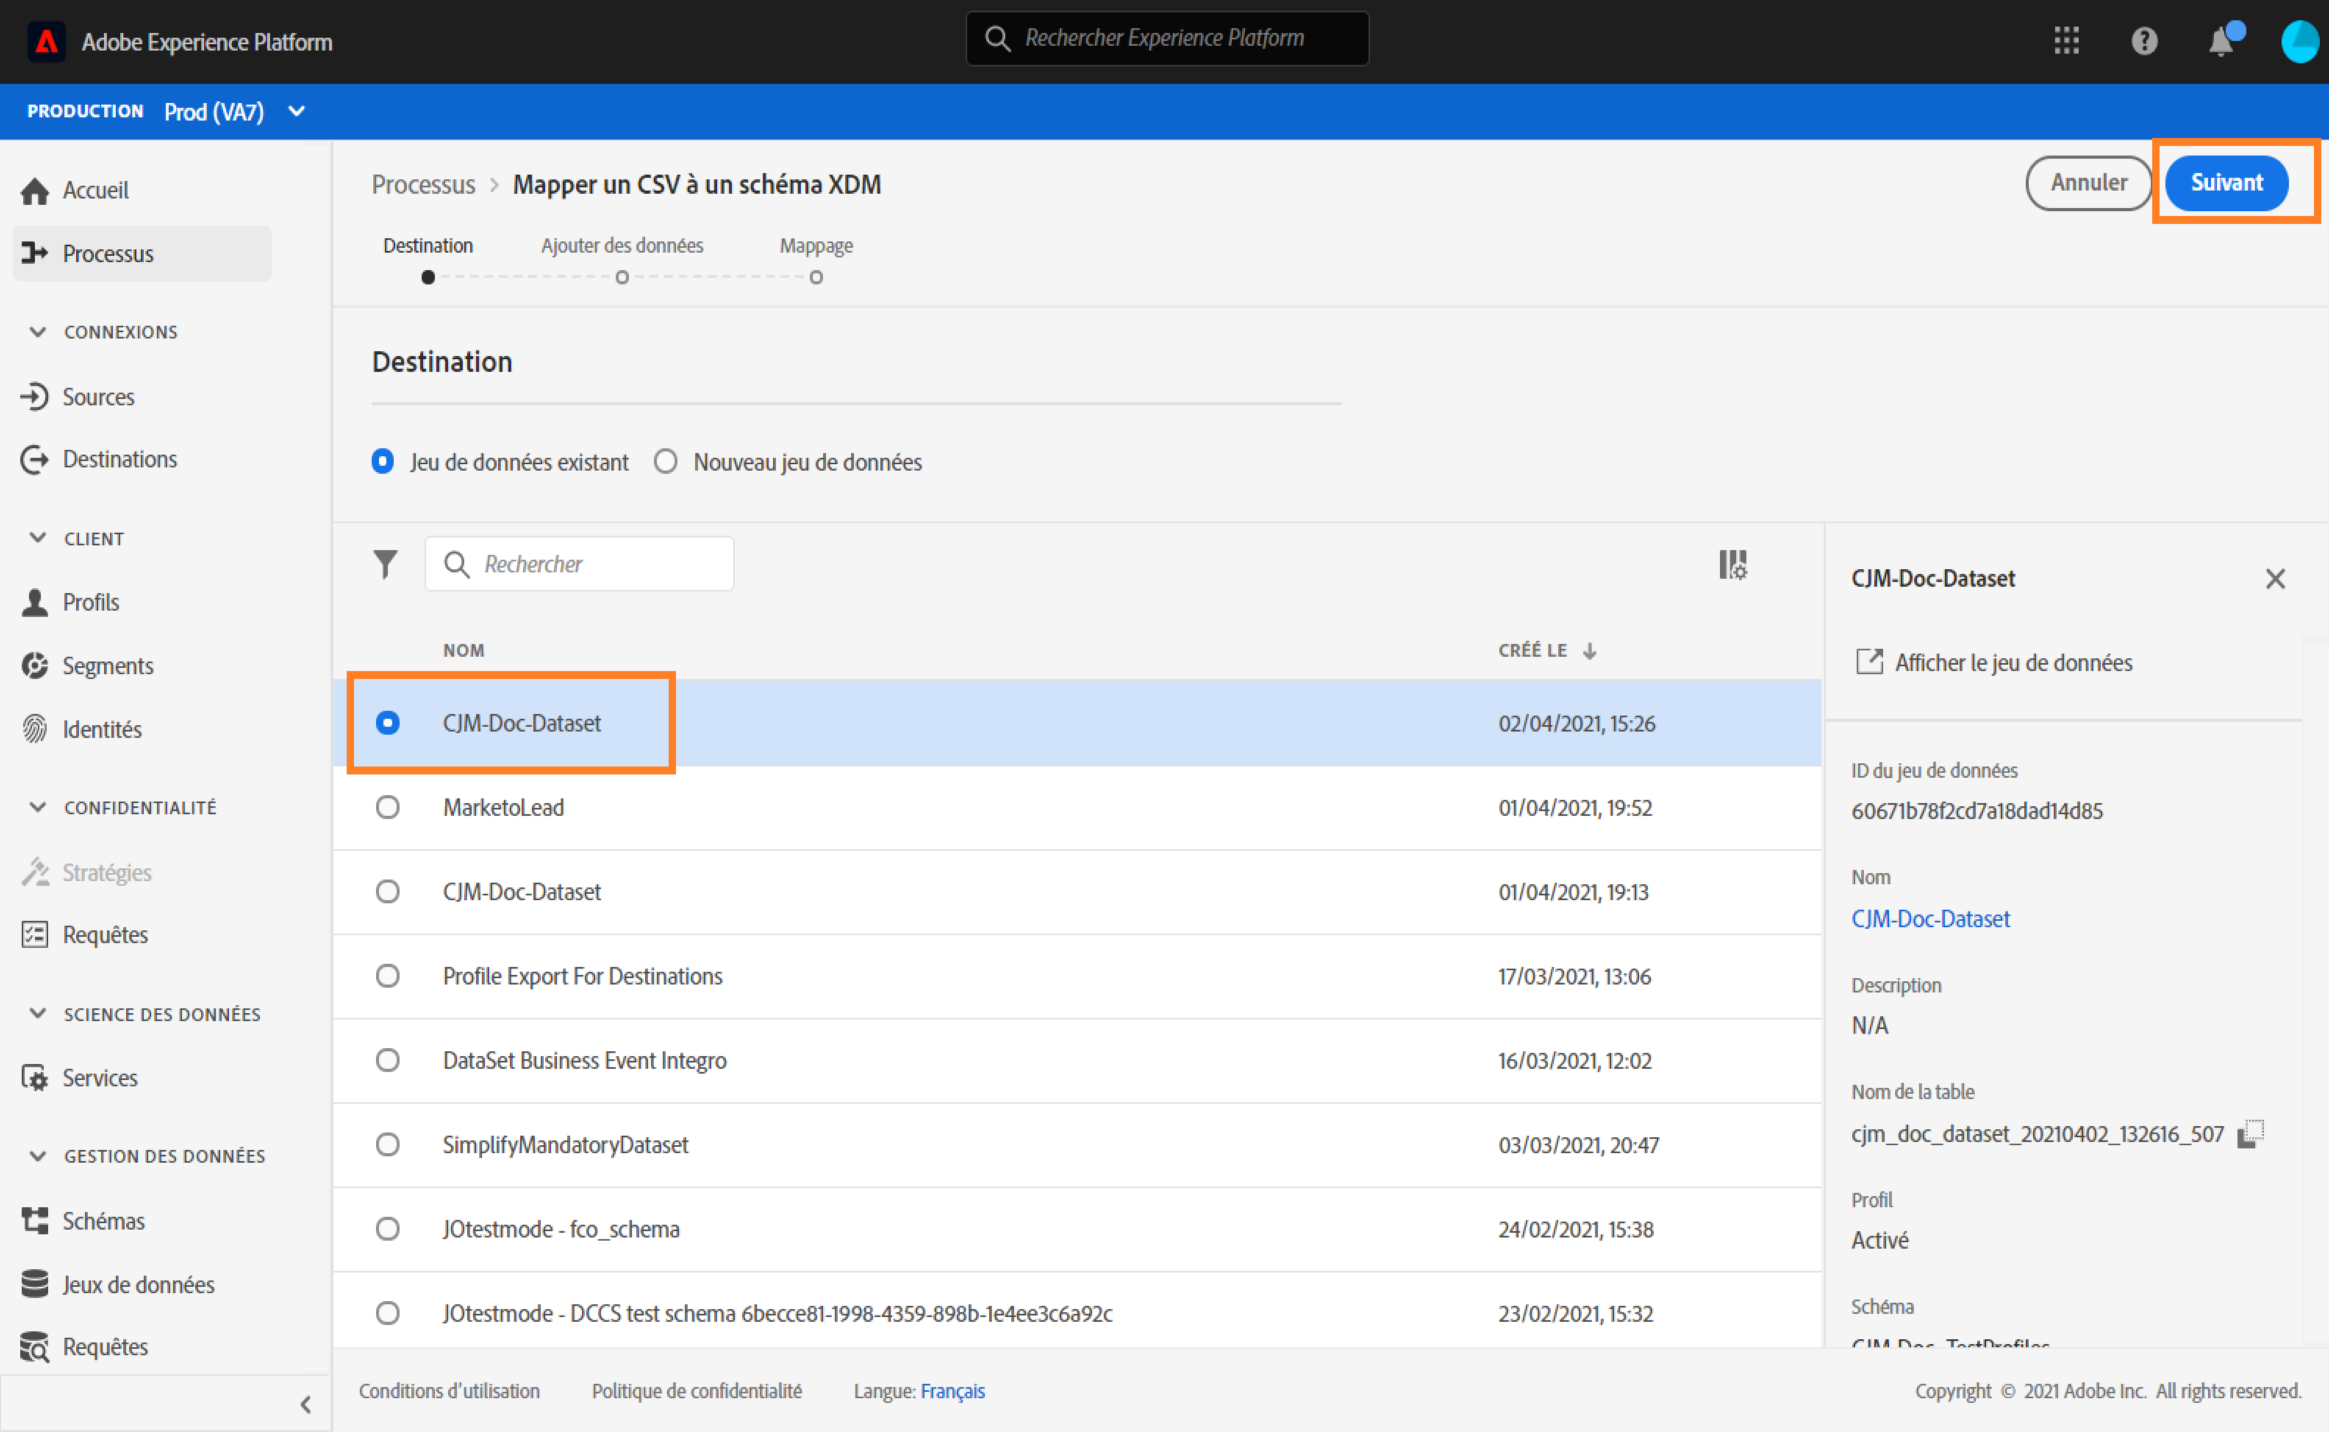 Adobe Experience Platform
Rechercher Experience Platform
PRODUCTION Prod (VA7)
Accueil
Processus
CONNEXIONS
Sources
Destinations
CLIENT
Profils
Segments
Identités
CONFIDENTIALITÉ
Stratégies
Requêtes
SCIENCE DES DONNÉES
Services
GESTION DES DONNÉES
Schémas
Jeux de données
Requêtes
Processus > Mapper un CSV à un schéma XDM
Annuler Suivant
Destination Ajouter des données Mappage
Destination
Jeu de données existant Nouveau jeu de données
Rechercher
NOM CRÉÉ LE
CJM-Doc-Dataset 02/04/2021, 15:26
MarketoLead 01/04/2021, 19:52
CJM-Doc-Dataset 01/04/2021, 19:13
Profile Export For Destinations 17/03/2021, 13:06
DataSet Business Event Integro 16/03/2021, 12:02
SimplifyMandatoryDataset 03/03/2021, 20:47
JOtestmode - fco_schema 24/02/2021, 15:38
JOtestmode - DCCS test schema 6becce81-1998-4359-898b-1e4ee3c6a92c 23/02/2021, 15:32
CJM-Doc-Dataset
Afficher le jeu de données
ID du jeu de données
60671b78f2cd7a18dad14d85
Nom
CJM-Doc-Dataset
Description
N/A
Nom de la table
cjm_doc_dataset_20210402_132616_507
Profil
Activé
Schéma
CJM-Doc_TestProfiles
Conditions d'utilisation Politique de confidentialité Langue: Français
Copyright © 2021 Adobe Inc. All rights reserved.